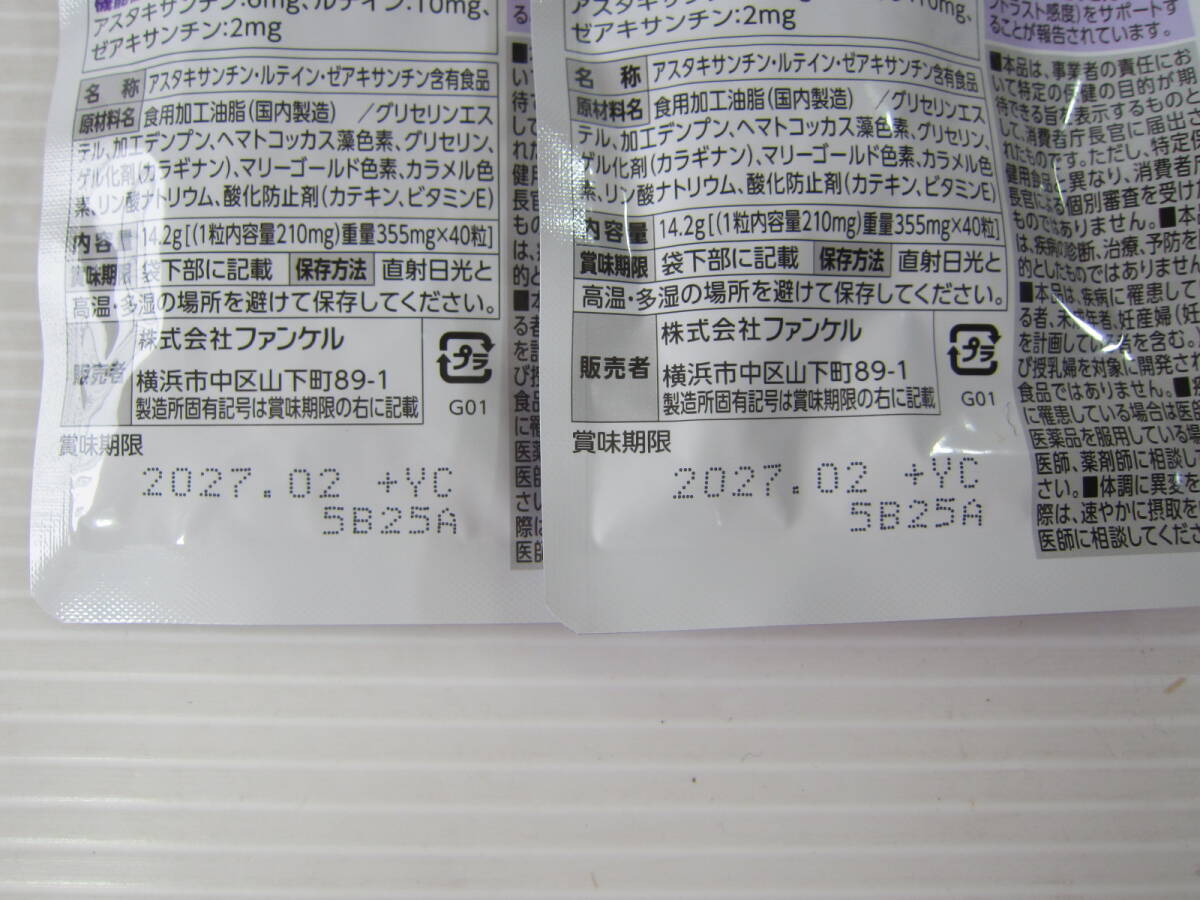 アスタキサンチン:6mg、ルテイン:10mg、
ゼアキサンチン:2mg
名 称 アスタキサンチン・ルテイン・ゼアキサンチン含有食品
原材料名 食用加工油脂(国内製造) /グリセリンエス
テル、加工デンプン、ヘマトコッカス藻色素、グリセリン、
ゲル化剤(カラギナン)、マリーゴールド色素、カラメル色
素、リン酸ナトリウム、酸化防止剤(カテキン、ビタミンE)
内容量 14.2g[(1粒内容量210mg)重量355mg×40粒]
賞味期限 袋下部に記載 保存方法 直射日光と
高温・多湿の場所を避けて保存してください。
販売者 株式会社ファンケル
横浜市中区山下町89-1
製造所固有記号は賞味期限の右に記載
プラ
G01
賞味期限
2027.02 +YC
5B25A
ゼアキサンチン:2mg
名 称 アスタキサンチン・ルテイン・ゼアキサンチン含有食品
原材料名 食用加工油脂(国内製造) /グリセリンエス
テル、加工デンプン、ヘマトコッカス藻色素、グリセリン、
ゲル化剤(カラギナン)、マリーゴールド色素、カラメル色
素、リン酸ナトリウム、酸化防止剤(カテキン、ビタミンE)
内容量 14.2g[(1粒内容量210mg)重量355mg×40粒]
賞味期限 袋下部に記載 保存方法 直射日光と
高温・多湿の場所を避けて保存してください。
販売者 株式会社ファンケル
横浜市中区山下町89-1
製造所固有記号は賞味期限の右に記載
プラ
G01
賞味期限
2027.02 +YC
5B25A
ントラスト感度)をサポートす
ることが報告されています。
■本品は、事業者の責任にお
いて特定の保健の目的が期
待できる旨を表示するものと
して、消費者庁長官に届出さ
れたものです。ただし、特定保
健用食品と異なり、消費者庁
長官による個別審査を受けた
ものではありません。■本品
は、疾病の診断、治療、予防を
的としたものではありません
■本品は、疾病に罹患して
る者、未成年者、妊産婦(妊
を計画している者を含む。)
び授乳婦を対象に開発され
食品ではありません。■
に罹患している場合は医
医薬品を服用している場
医師、薬剤師に相談して
さい。■体調に異変を
際は、速やかに摂取を
医師に相談してくださ